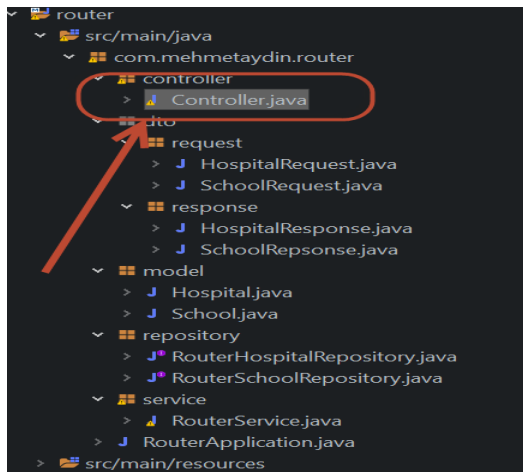 router
src/main/java
com.mehmetaydin.router
controller
Controller.java
dto
request
HospitalRequest.java
SchoolRequest.java
response
HospitalResponse.java
SchoolRepsonse.java
model
Hospital.java
School.java
repository
RouterHospitalRepository.java
RouterSchoolRepository.java
service
RouterService.java
RouterApplication.java
src/main/resources